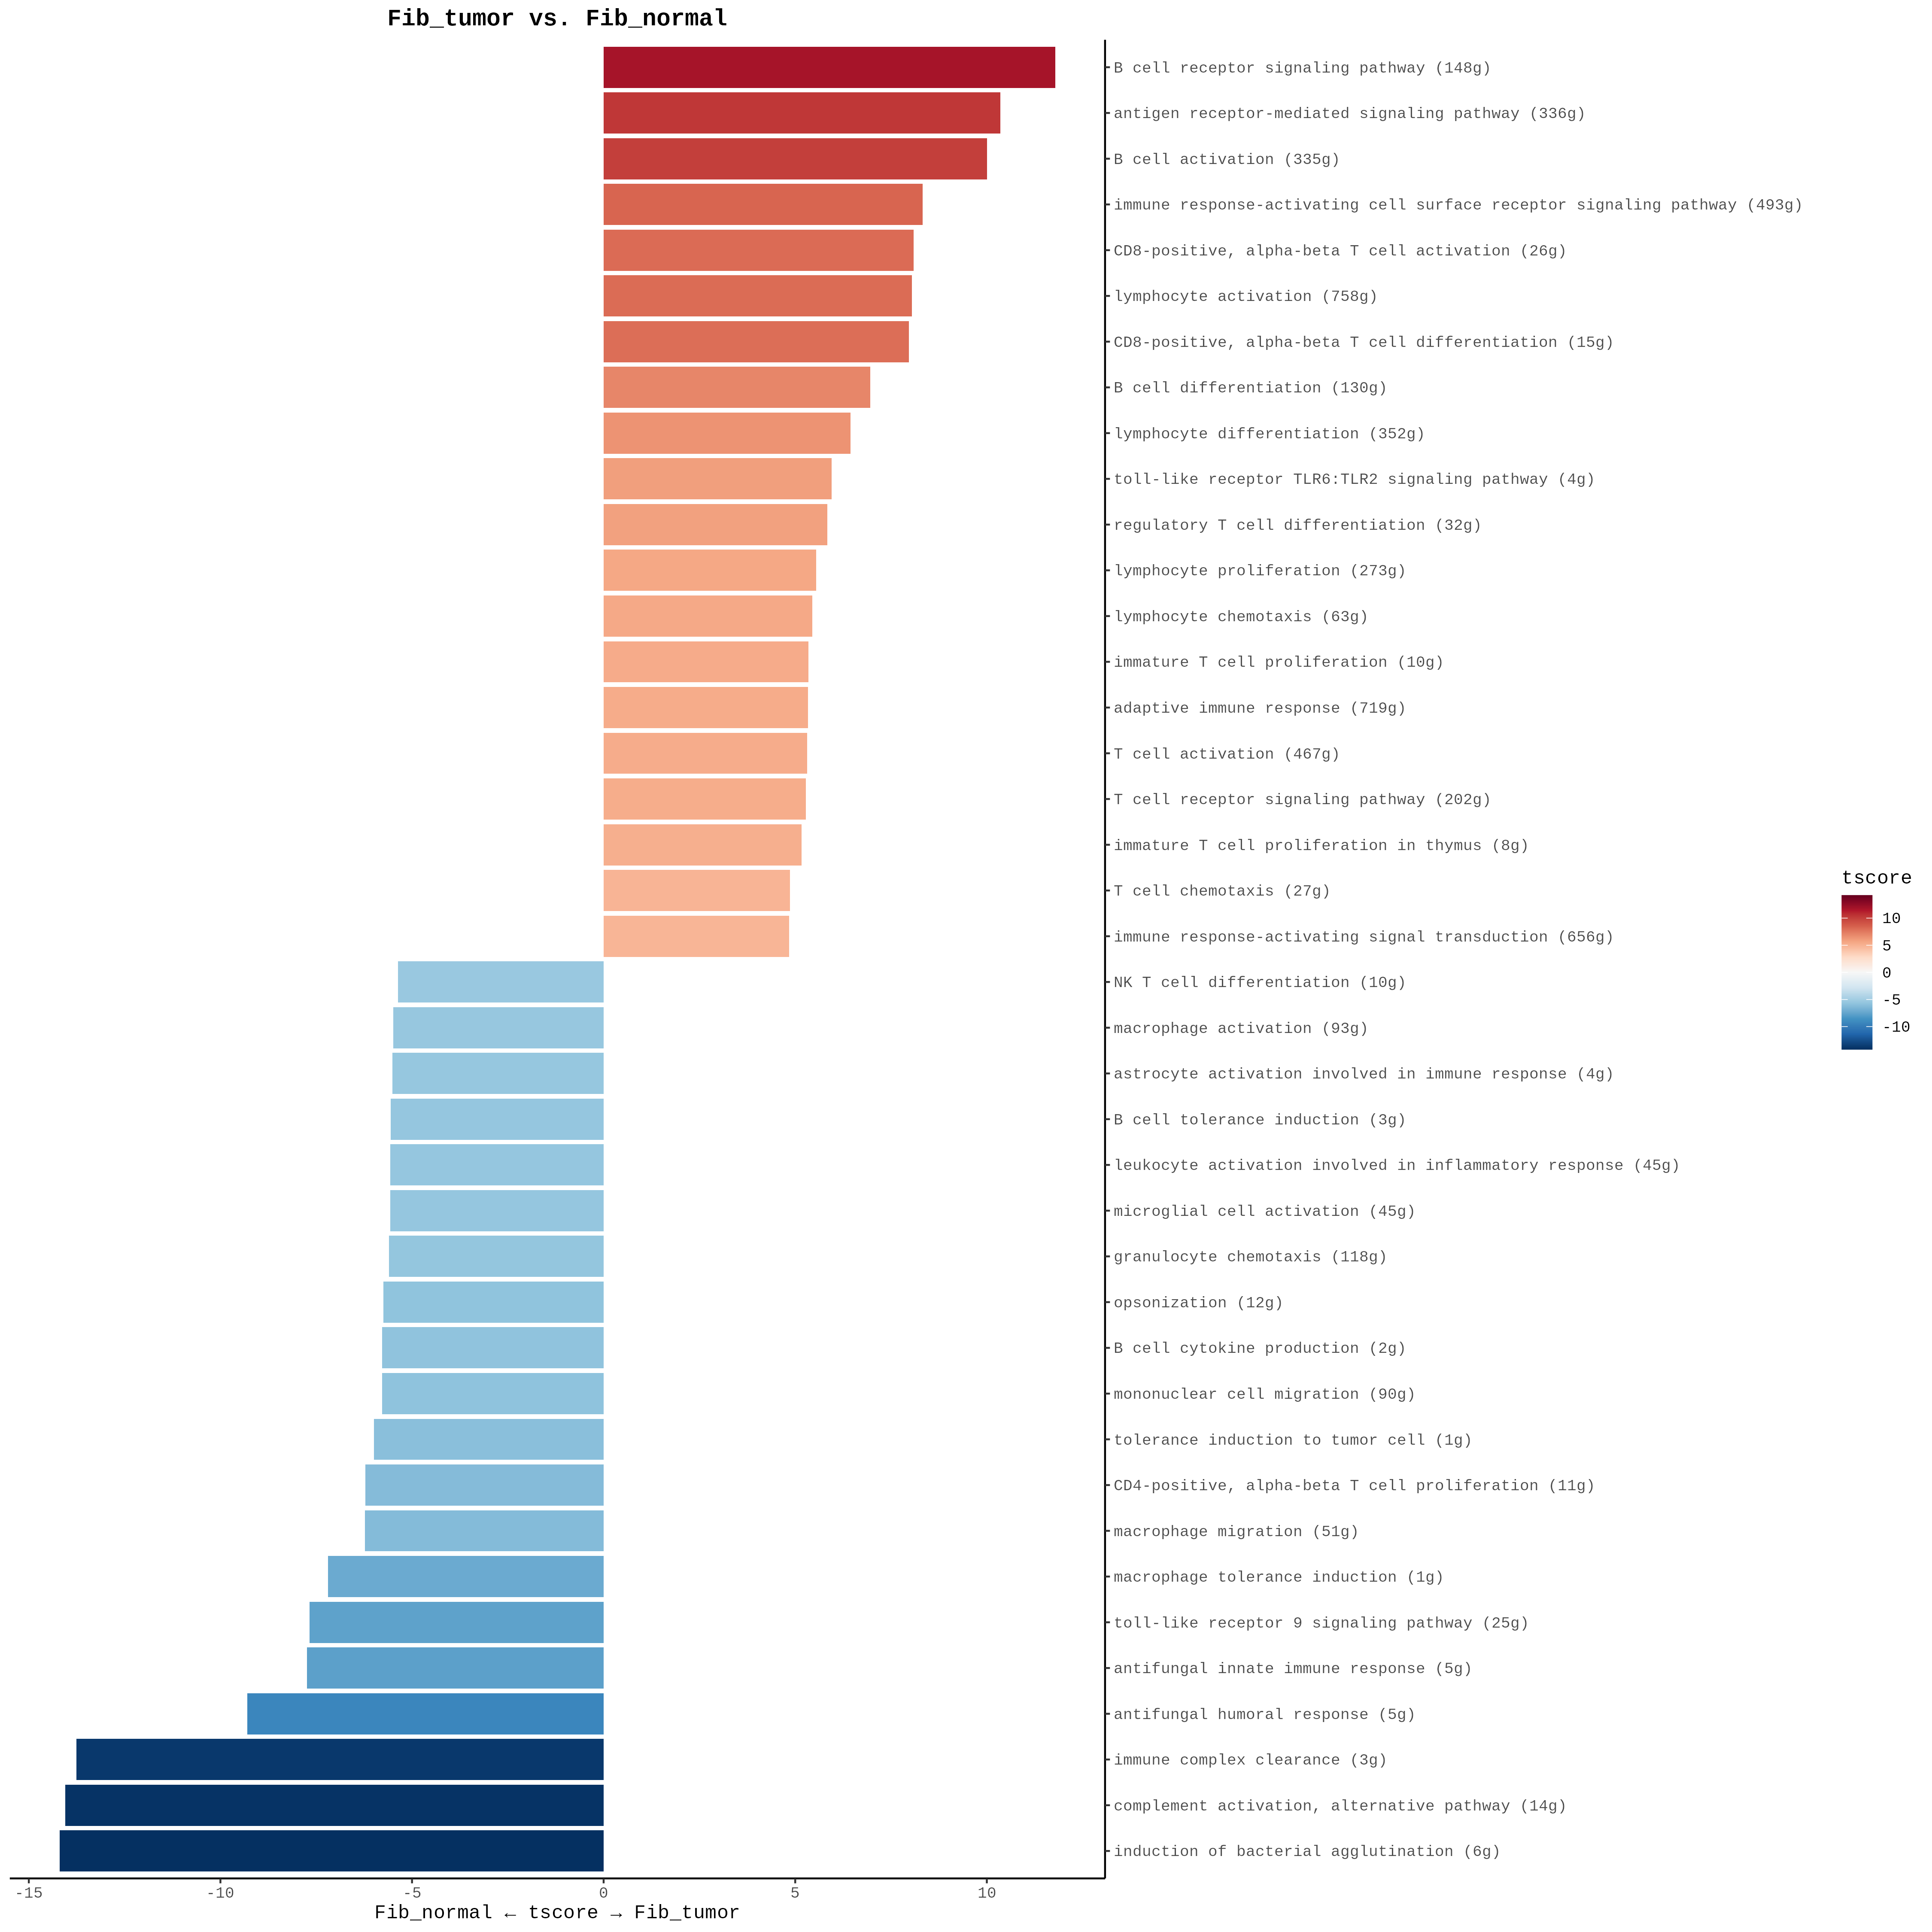 Fib_tumor vs. Fib_normal
B cell receptor signaling pathway (148g)
antigen receptor-mediated signaling pathway (336g)
B cell activation (335g)
immune response-activating cell surface receptor signaling pathway (493g)
CD8-positive, alpha-beta T cell activation (26g)
lymphocyte activation (758g)
CD8-positive, alpha-beta T cell differentiation (15g)
B cell differentiation (130g)
lymphocyte differentiation (352g)
toll-like receptor TLR6:TLR2 signaling pathway (4g)
regulatory T cell differentiation (32g)
lymphocyte proliferation (273g)
lymphocyte chemotaxis (63g)
immature T cell proliferation (10g)
adaptive immune response (719g)
T cell activation (467g)
T cell receptor signaling pathway (202g)
immature T cell proliferation in thymus (8g)
T cell chemotaxis (27g)
immune response-activating signal transduction (656g)
NK T cell differentiation (10g)
macrophage activation (93g)
astrocyte activation involved in immune response (4g)
B cell tolerance induction (3g)
leukocyte activation involved in inflammatory response (45g)
microglial cell activation (45g)
granulocyte chemotaxis (118g)
opsonization (12g)
B cell cytokine production (2g)
mononuclear cell migration (90g)
tolerance induction to tumor cell (1g)
CD4-positive, alpha-beta T cell proliferation (11g)
macrophage migration (51g)
macrophage tolerance induction (1g)
toll-like receptor 9 signaling pathway (25g)
antifungal innate immune response (5g)
antifungal humoral response (5g)
immune complex clearance (3g)
complement activation, alternative pathway (14g)
induction of bacterial agglutination (6g)
-15 -10 -5 0 5 10
Fib_normal ← tscore → Fib_tumor
tscore
10
5
0
-5
-10